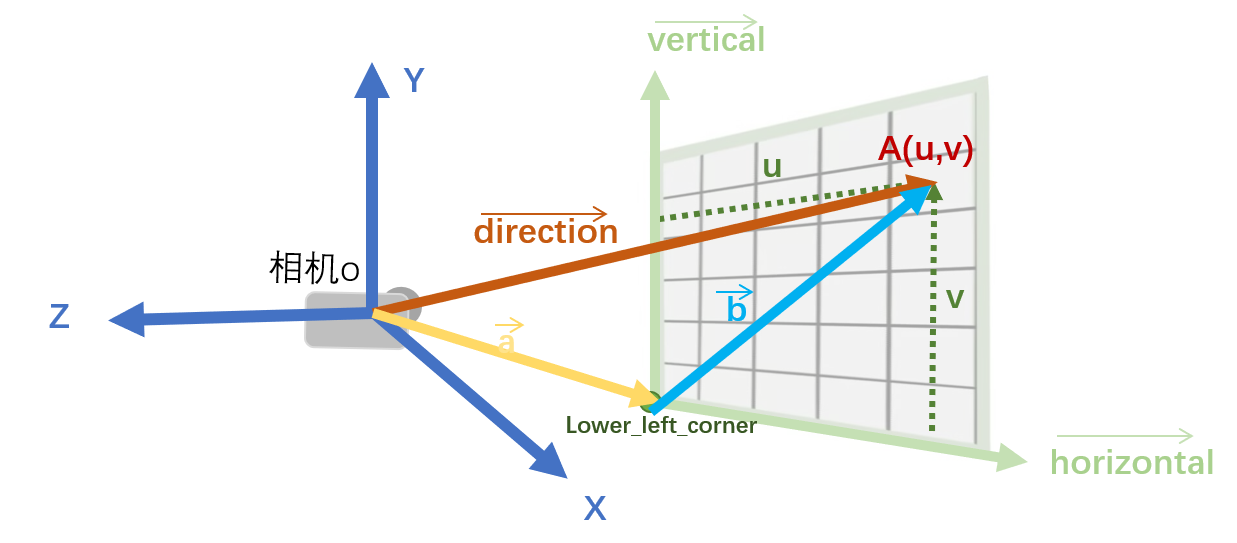 vertical
Y
A(u,v)
u
direction
相机o
Z
b
v
a
Lower_left_corner
horizontal
X